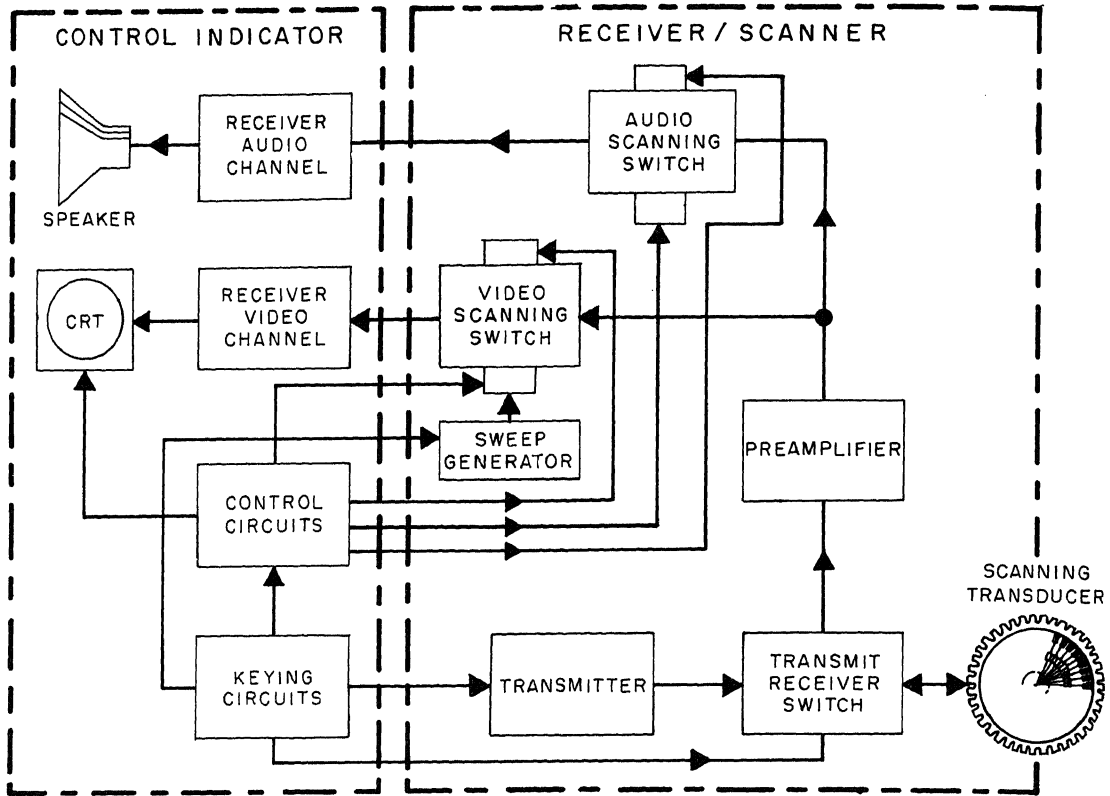 CONTROL INDICATOR
RECEIVER / SCANNER
RECEIVER
AUDIO
CHANNEL
AUDIO
SCANNING
SWITCH
SPEAKER
CRT
RECEIVER
VIDEO
CHANNEL
VIDEO
SCANNING
SWITCH
SWEEP
GENERATOR
PREAMPLIFIER
CONTROL
CIRCUITS
SCANNING
TRANSDUCER
KEYING
CIRCUITS
TRANSMITTER
TRANSMIT
RECEIVER
SWITCH